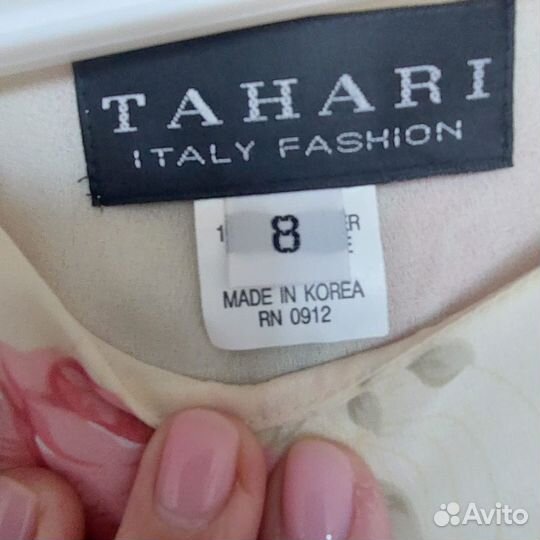 TAHARI
ITALY FASHION
8
MADE IN KOREA
RN 0912
Avito